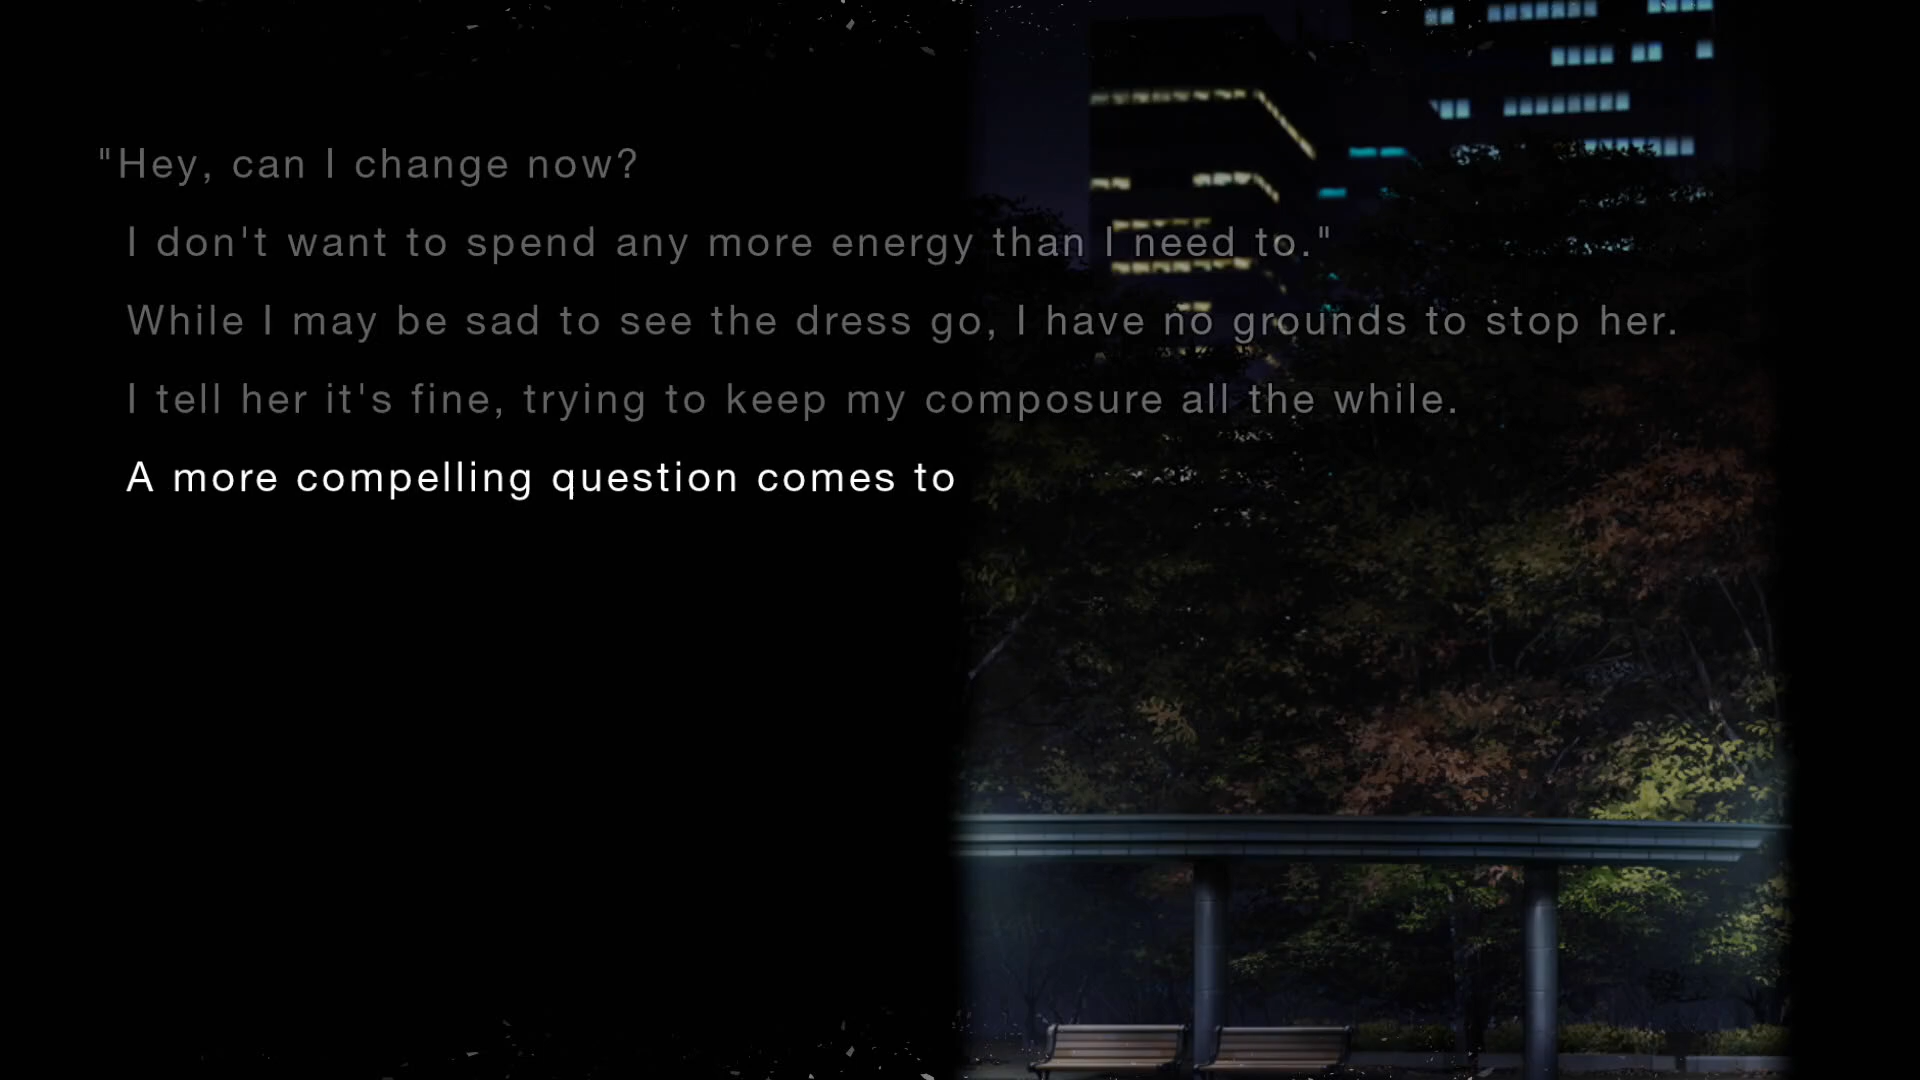 "Hey, can I change now?
I don't want to spend any more energy than I need to."
While I may be sad to see the dress go, I have no grounds to stop her.
I tell her it's fine, trying to keep my composure all the while.
A more compelling question comes to